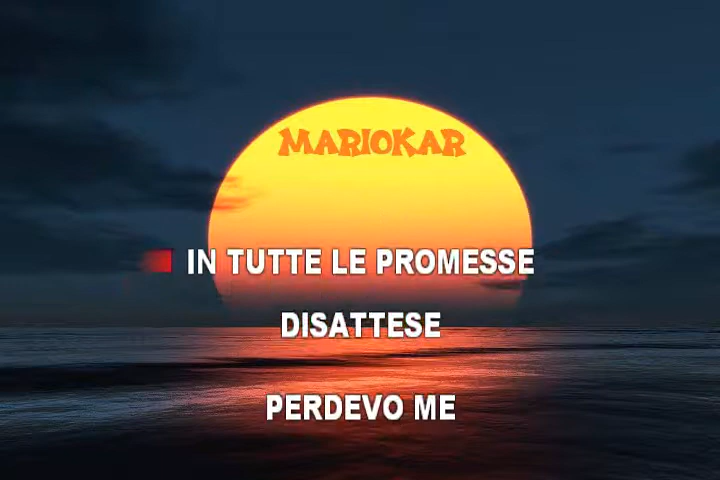 MARIOKAR
IN TUTTE LE PROMESSE
DISATTESE
PERDEVO ME